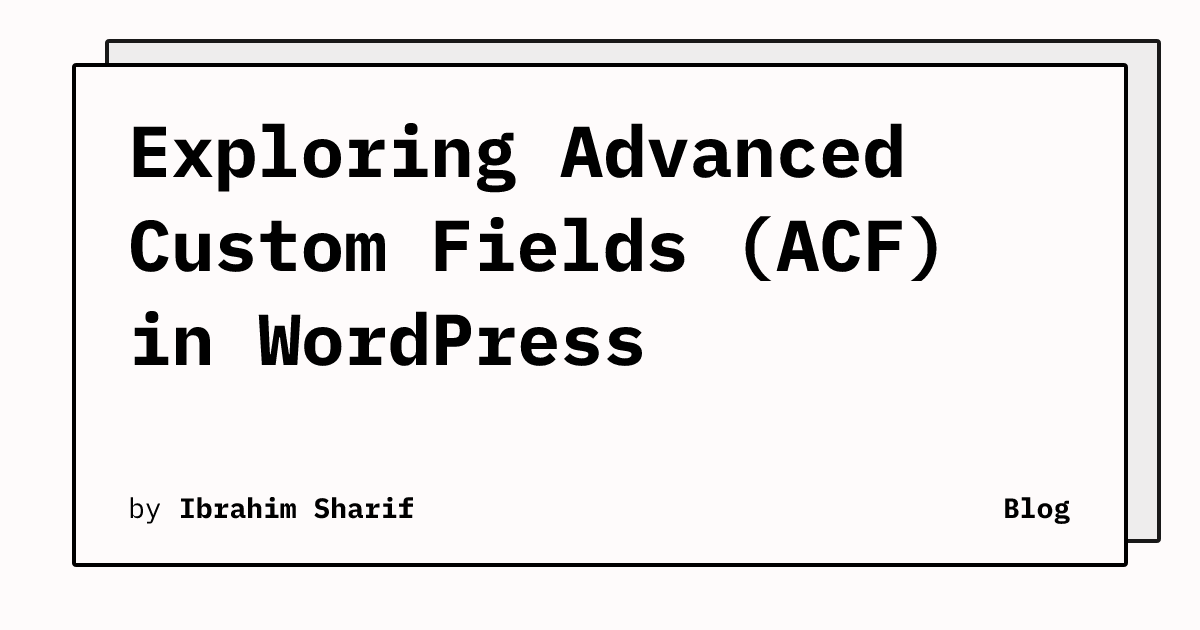 Exploring Advanced
Custom Fields (ACF)
in WordPress
by Ibrahim Sharif
Blog